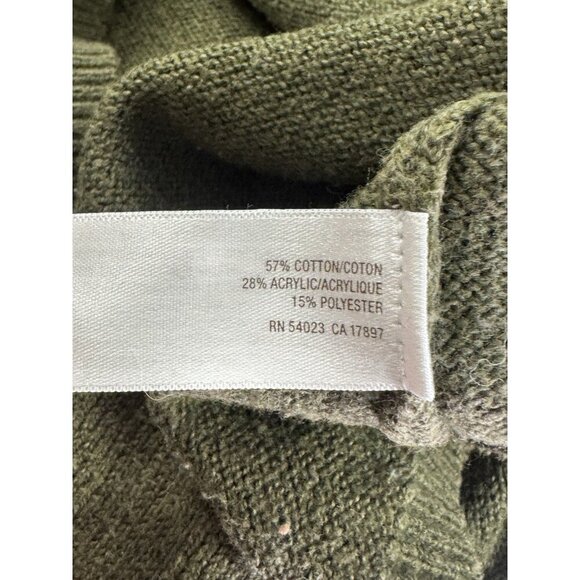 57% COTTON/COTON
28% ACRYLIC/ACRYLIQUE
15% POLYESTER
RN 54023 CA 17897